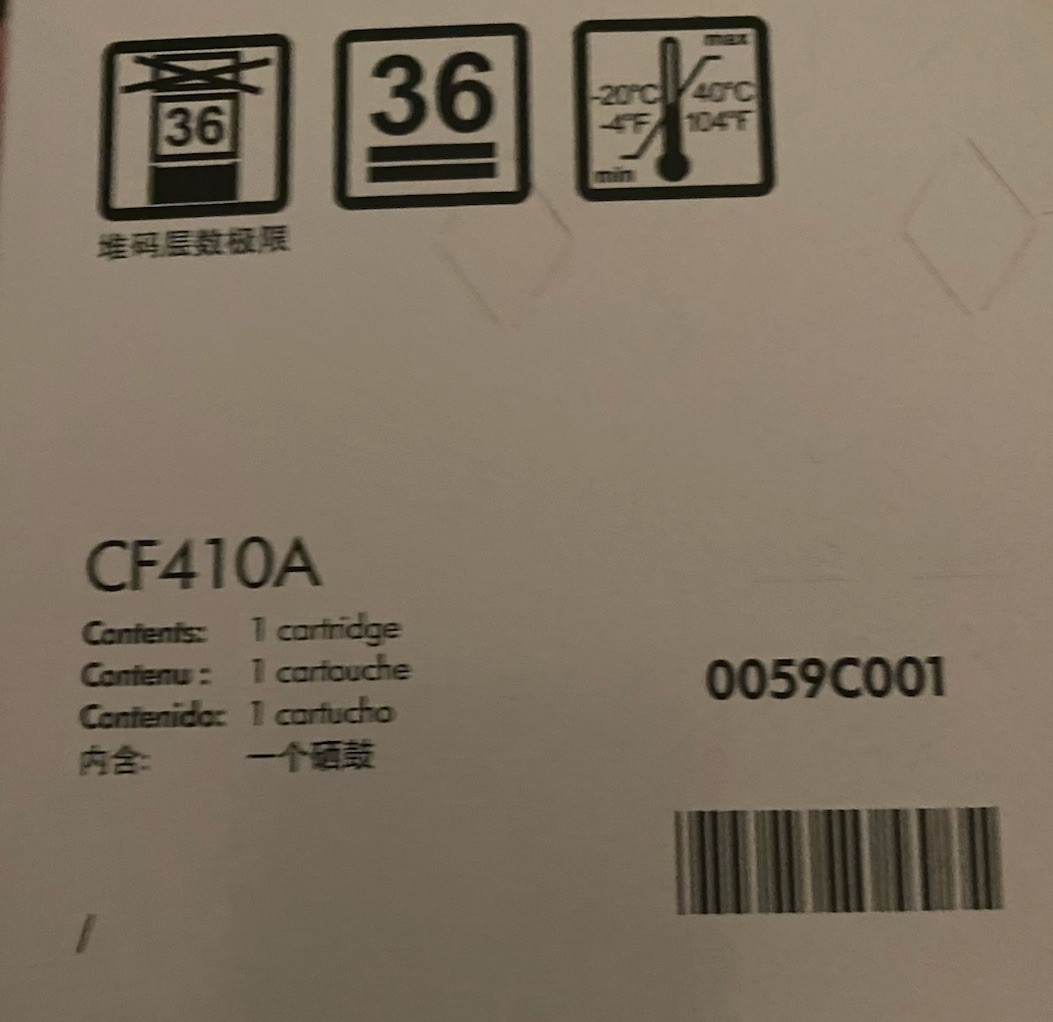 36
36
max
-20°C 40°C
-4°F 104°F
min
堆码层数极限
CF410A
Contents: 1 cartridge
Contenu : 1 cartouche
Contenido: 1 cartucho
内含: 一个硒鼓
0059C001
/